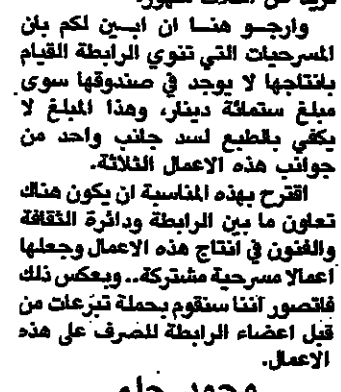 وارجو هنا ان ابين لكم بان
المسرحيات التي تنوي الرابطة القيام
بانتاجها لا يوجد في صندوقها سوى
مبلغ ستمائة دينار، وهذا المبلغ لا
يكفي بالطبع لسد جانب واحد من
جوانب هذه الاعمال الثلاثة.
اقترح بهذه المناسبة ان يكون هناك
تعاون ما بين الرابطة ودائرة الثقافة
والفنون في انتاج هذه الاعمال وجعلها
اعمالا مسرحية مشتركة.. وبعكس ذلك
فاتصور اننا سنقوم بحملة تبرعات من
قبل اعضاء الرابطة للصرف على هذه
الاعمال.